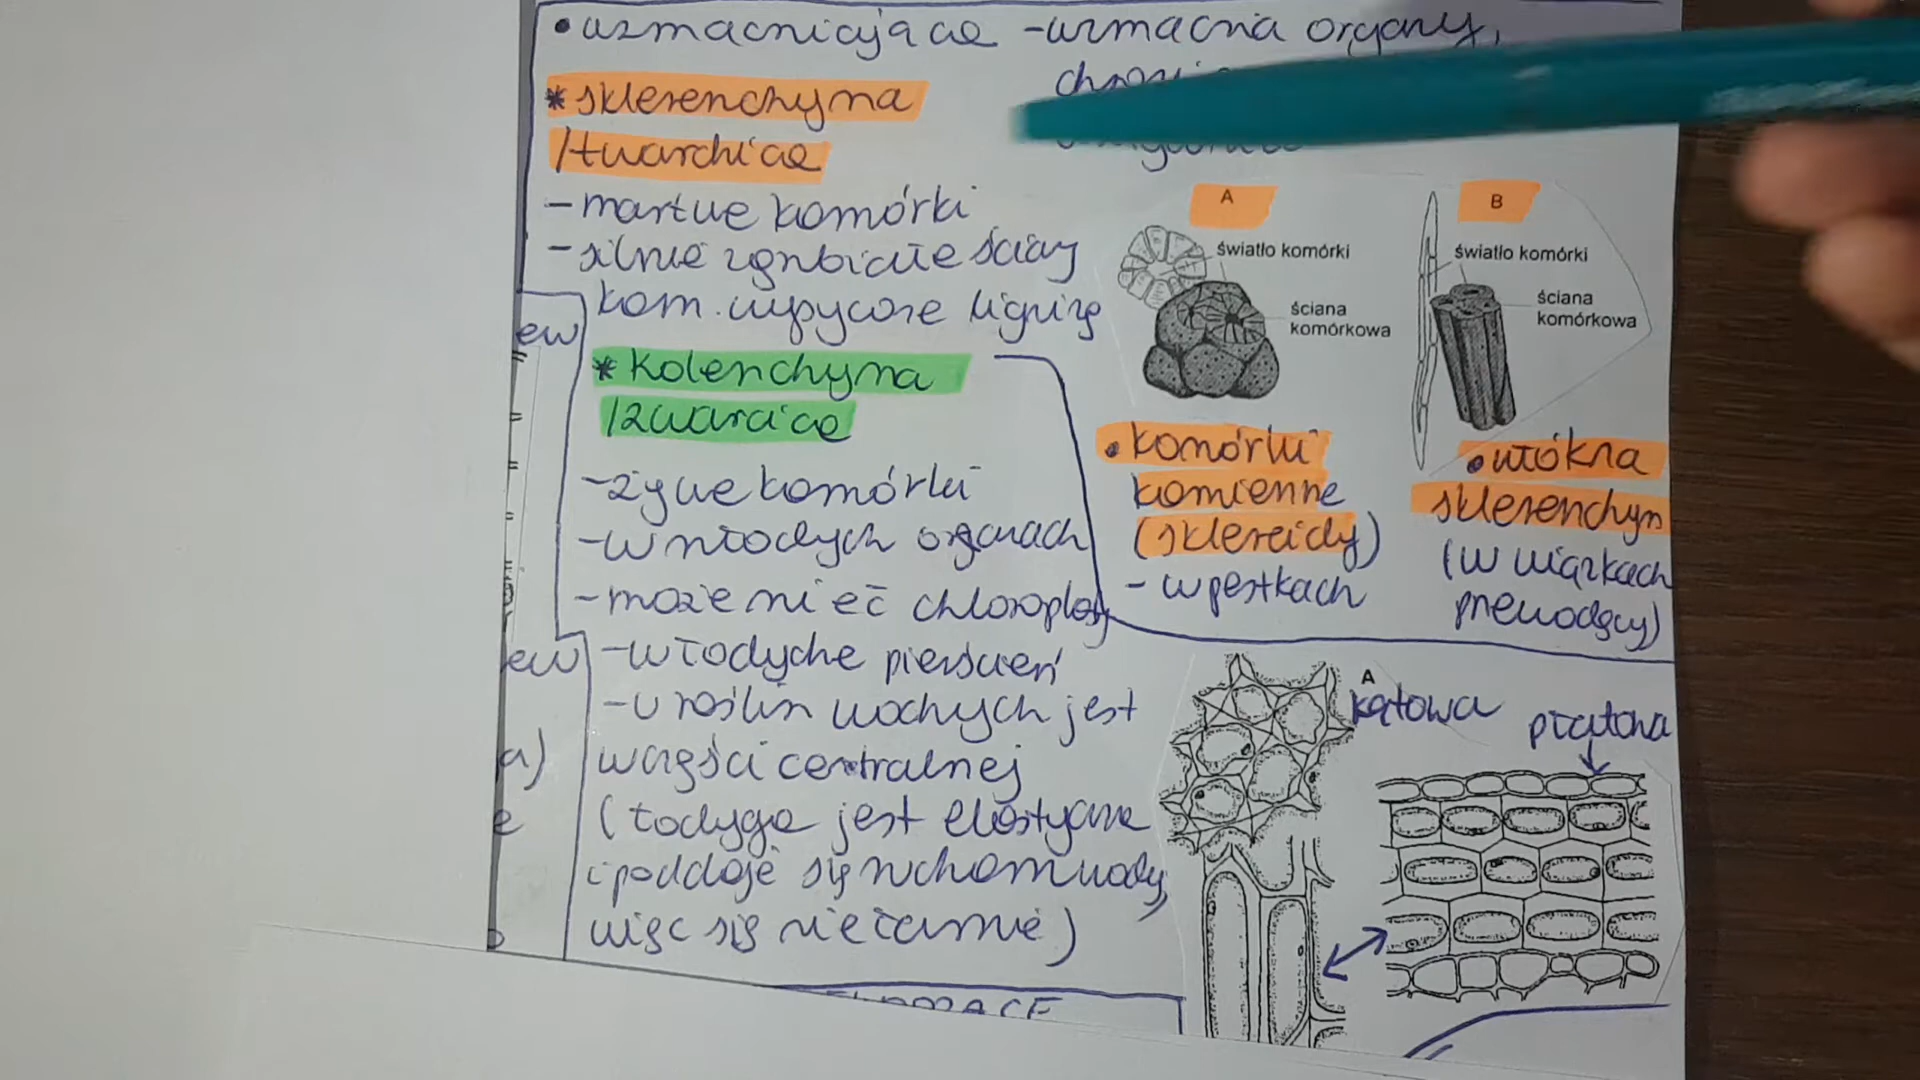 • wzmacniające - wzmacnia organy,
* sklerenchyma
/twardzica
- martwe komórki
- silnie zgrubiałe ściany
kom. wysycone ligniną
* kolenchyma
/zwarcica
- żywe komórki
- w młodych organach
- może mieć chloroplasty
- w łodydze pierścień
- u roślin wodnych jest
w części centralnej
(łodyga jest elastyczna
i poddaje się ruchom wody,
więc się nie łamie)
A
światło komórki
ściana
komórkowa
B
światło komórki
ściana
komórkowa
• komórki
kamienne
(sklereidy)
- w pestkach
• włókna
sklerenchym
(w wiązkach
przewodzący)
A
kątowa
płatowa
ew
ew
a)
e